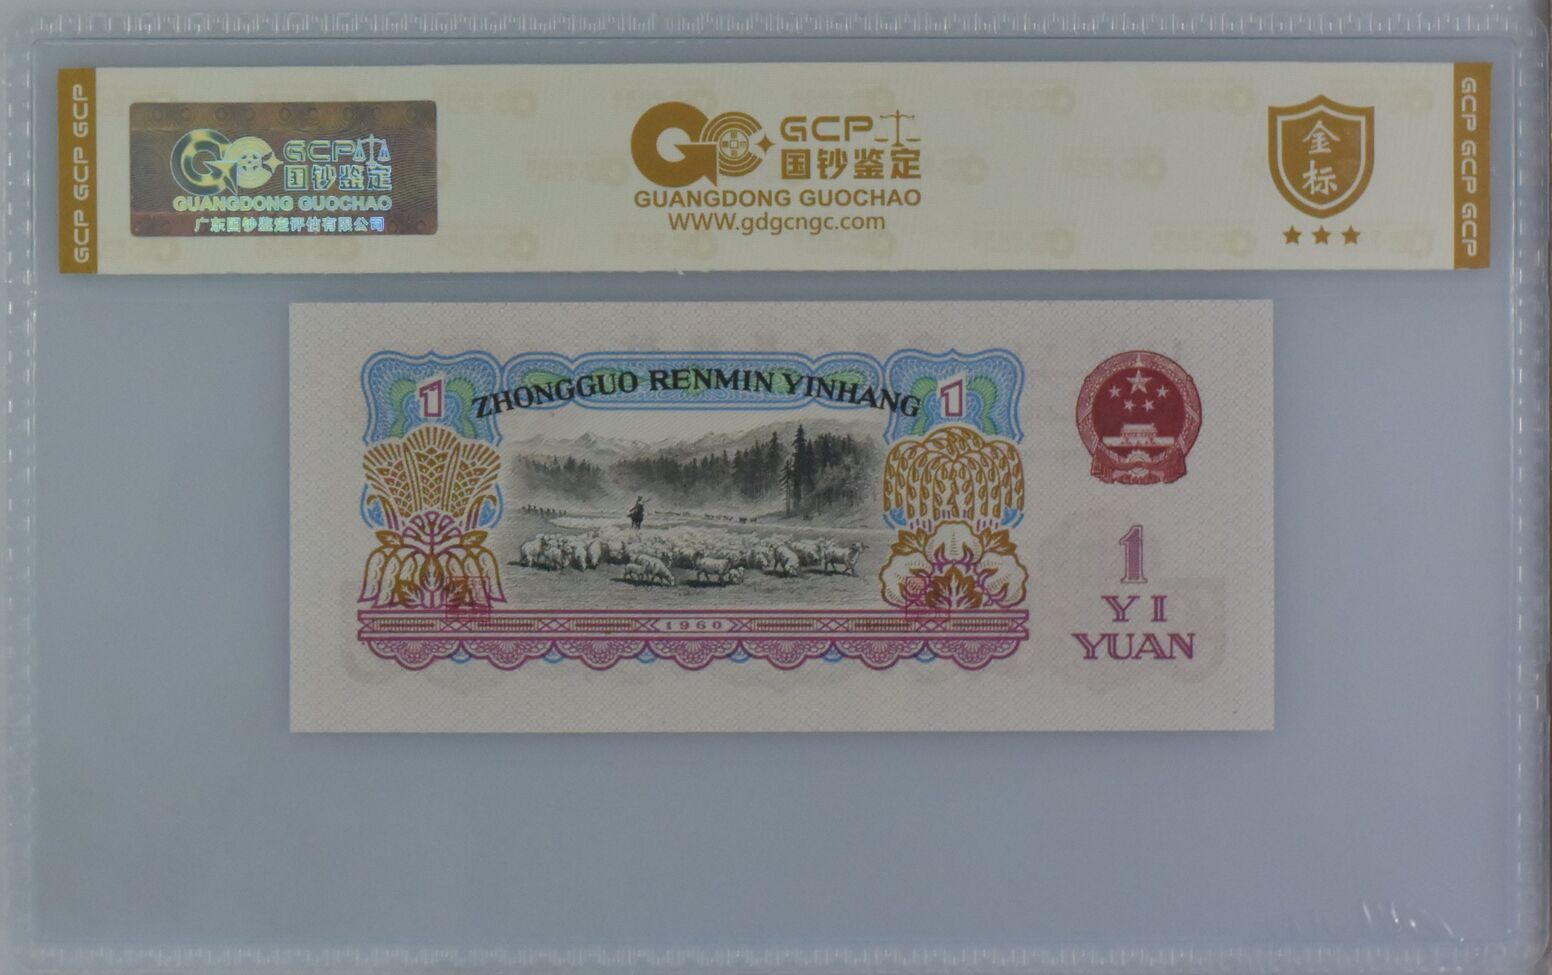 GCP GCP GCP
GCP
国钞鉴定
GUANGDONG GUOCHAO
广东国钞鉴定评估有限公司
GCP
国钞鉴定
GUANGDONG GUOCHAO
WWW.gdgcngc.com
金标
GCP GCP GCP
1
ZHONGGUO RENMIN YINHANG
1
1960
1
YI
YUAN